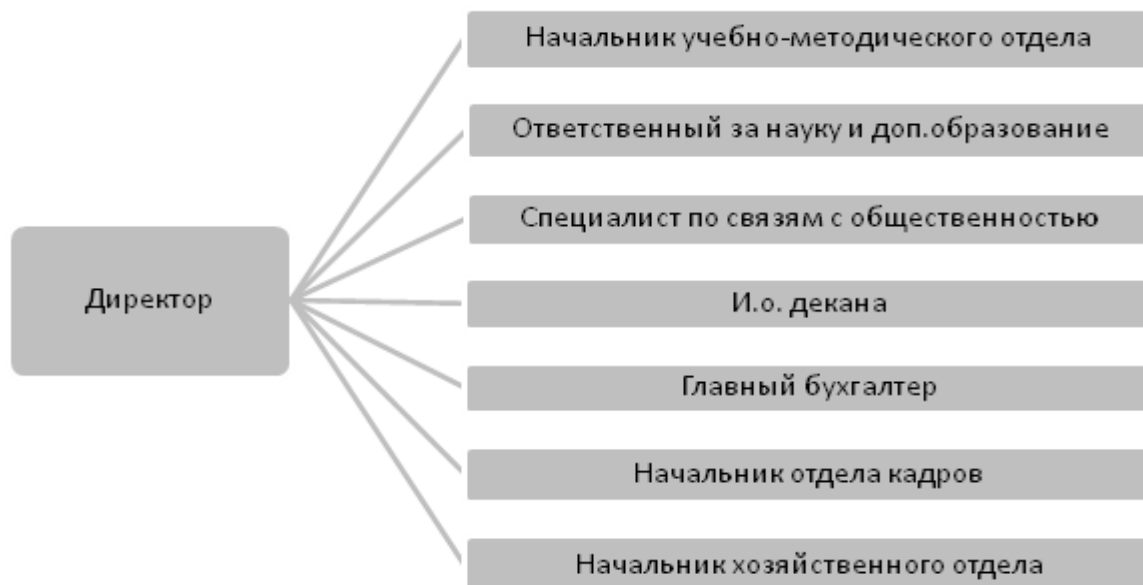 Начальник учебно-методического отдела
Ответственный за науку и доп.образование
Специалист по связям с общественностью
Директор
И.о. декана
Главный бухгалтер
Начальник отдела кадров
Начальник хозяйственного отдела